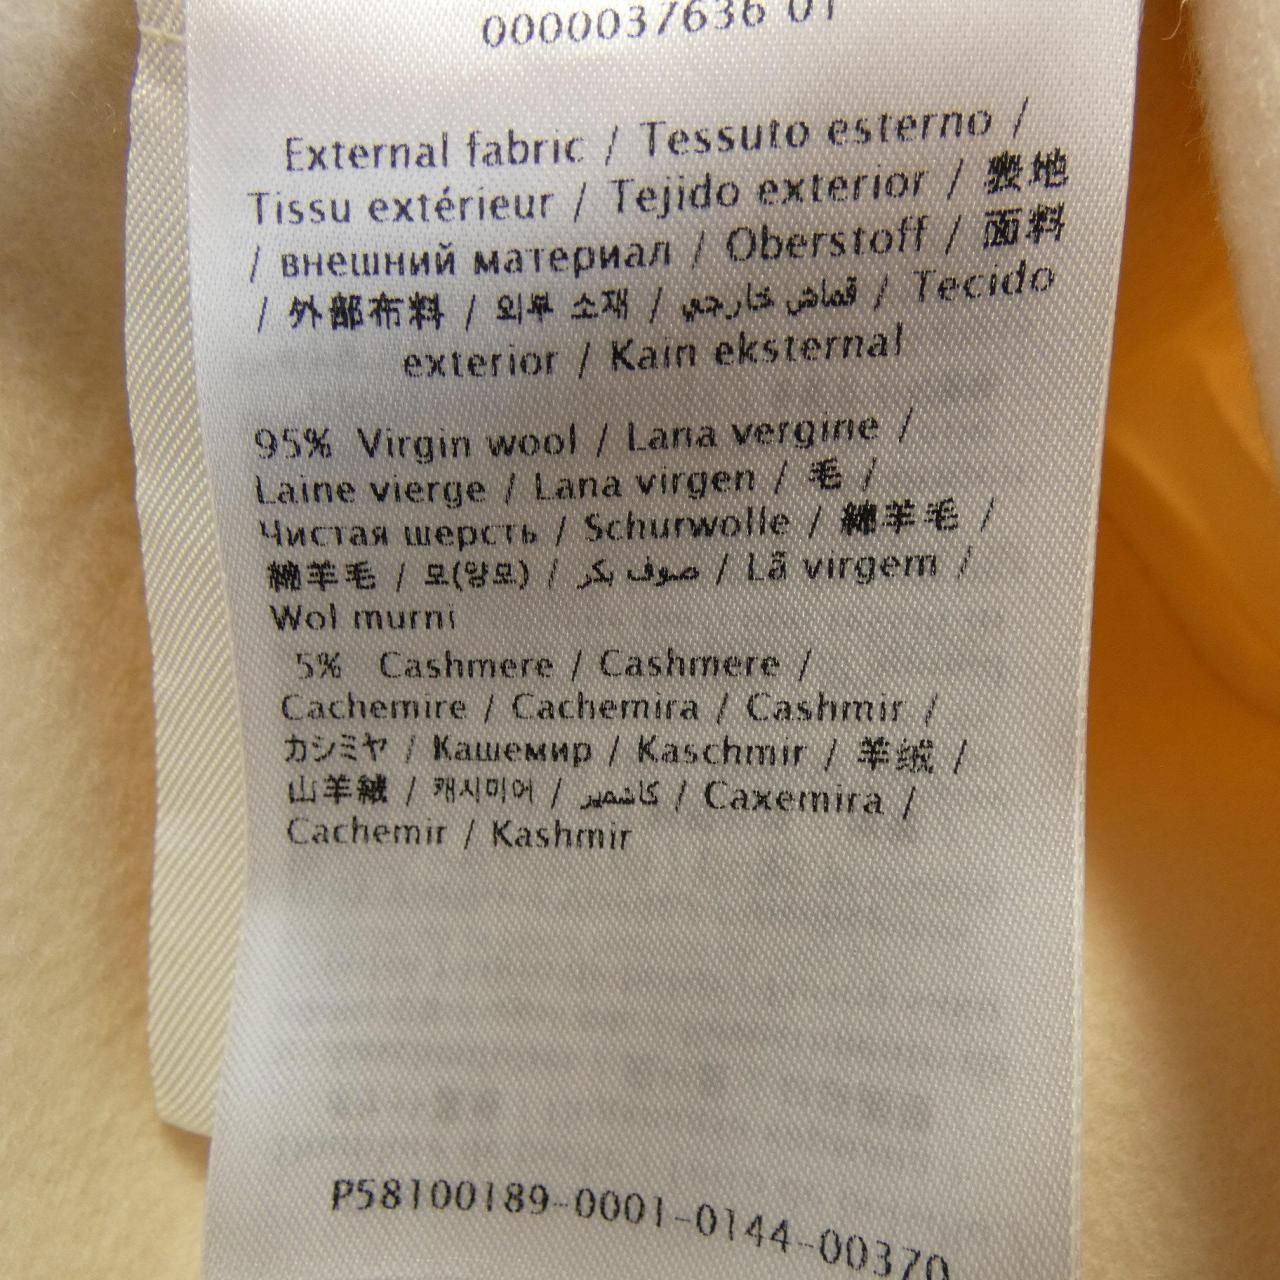 0000037636 01
External fabric / Tessuto esterno /
Tissu extérieur / Tejido exterior / 表地
/ внешний материал / Oberstoff / 面料
/ 外部布料 / 외부 소재 / قماش خارجي / Tecido
exterior / Kain eksternal
95% Virgin wool / Lana vergine /
Laine vierge / Lana virgen / 毛 /
Чистая шерсть / Schurwolle / 綿羊毛 /
綿羊毛 / 모(양모) / صوف بكر / Lã virgem /
Wol murni
5% Cashmere / Cashmere /
Cachemire / Cachemira / Cashmir /
カシミヤ / Кашемир / Kaschmir / 羊绒 /
山羊絨 / 캐시미어 / كاشمير / Caxemira /
Cachemir / Kashmir
P58100189-0001-0144-00370